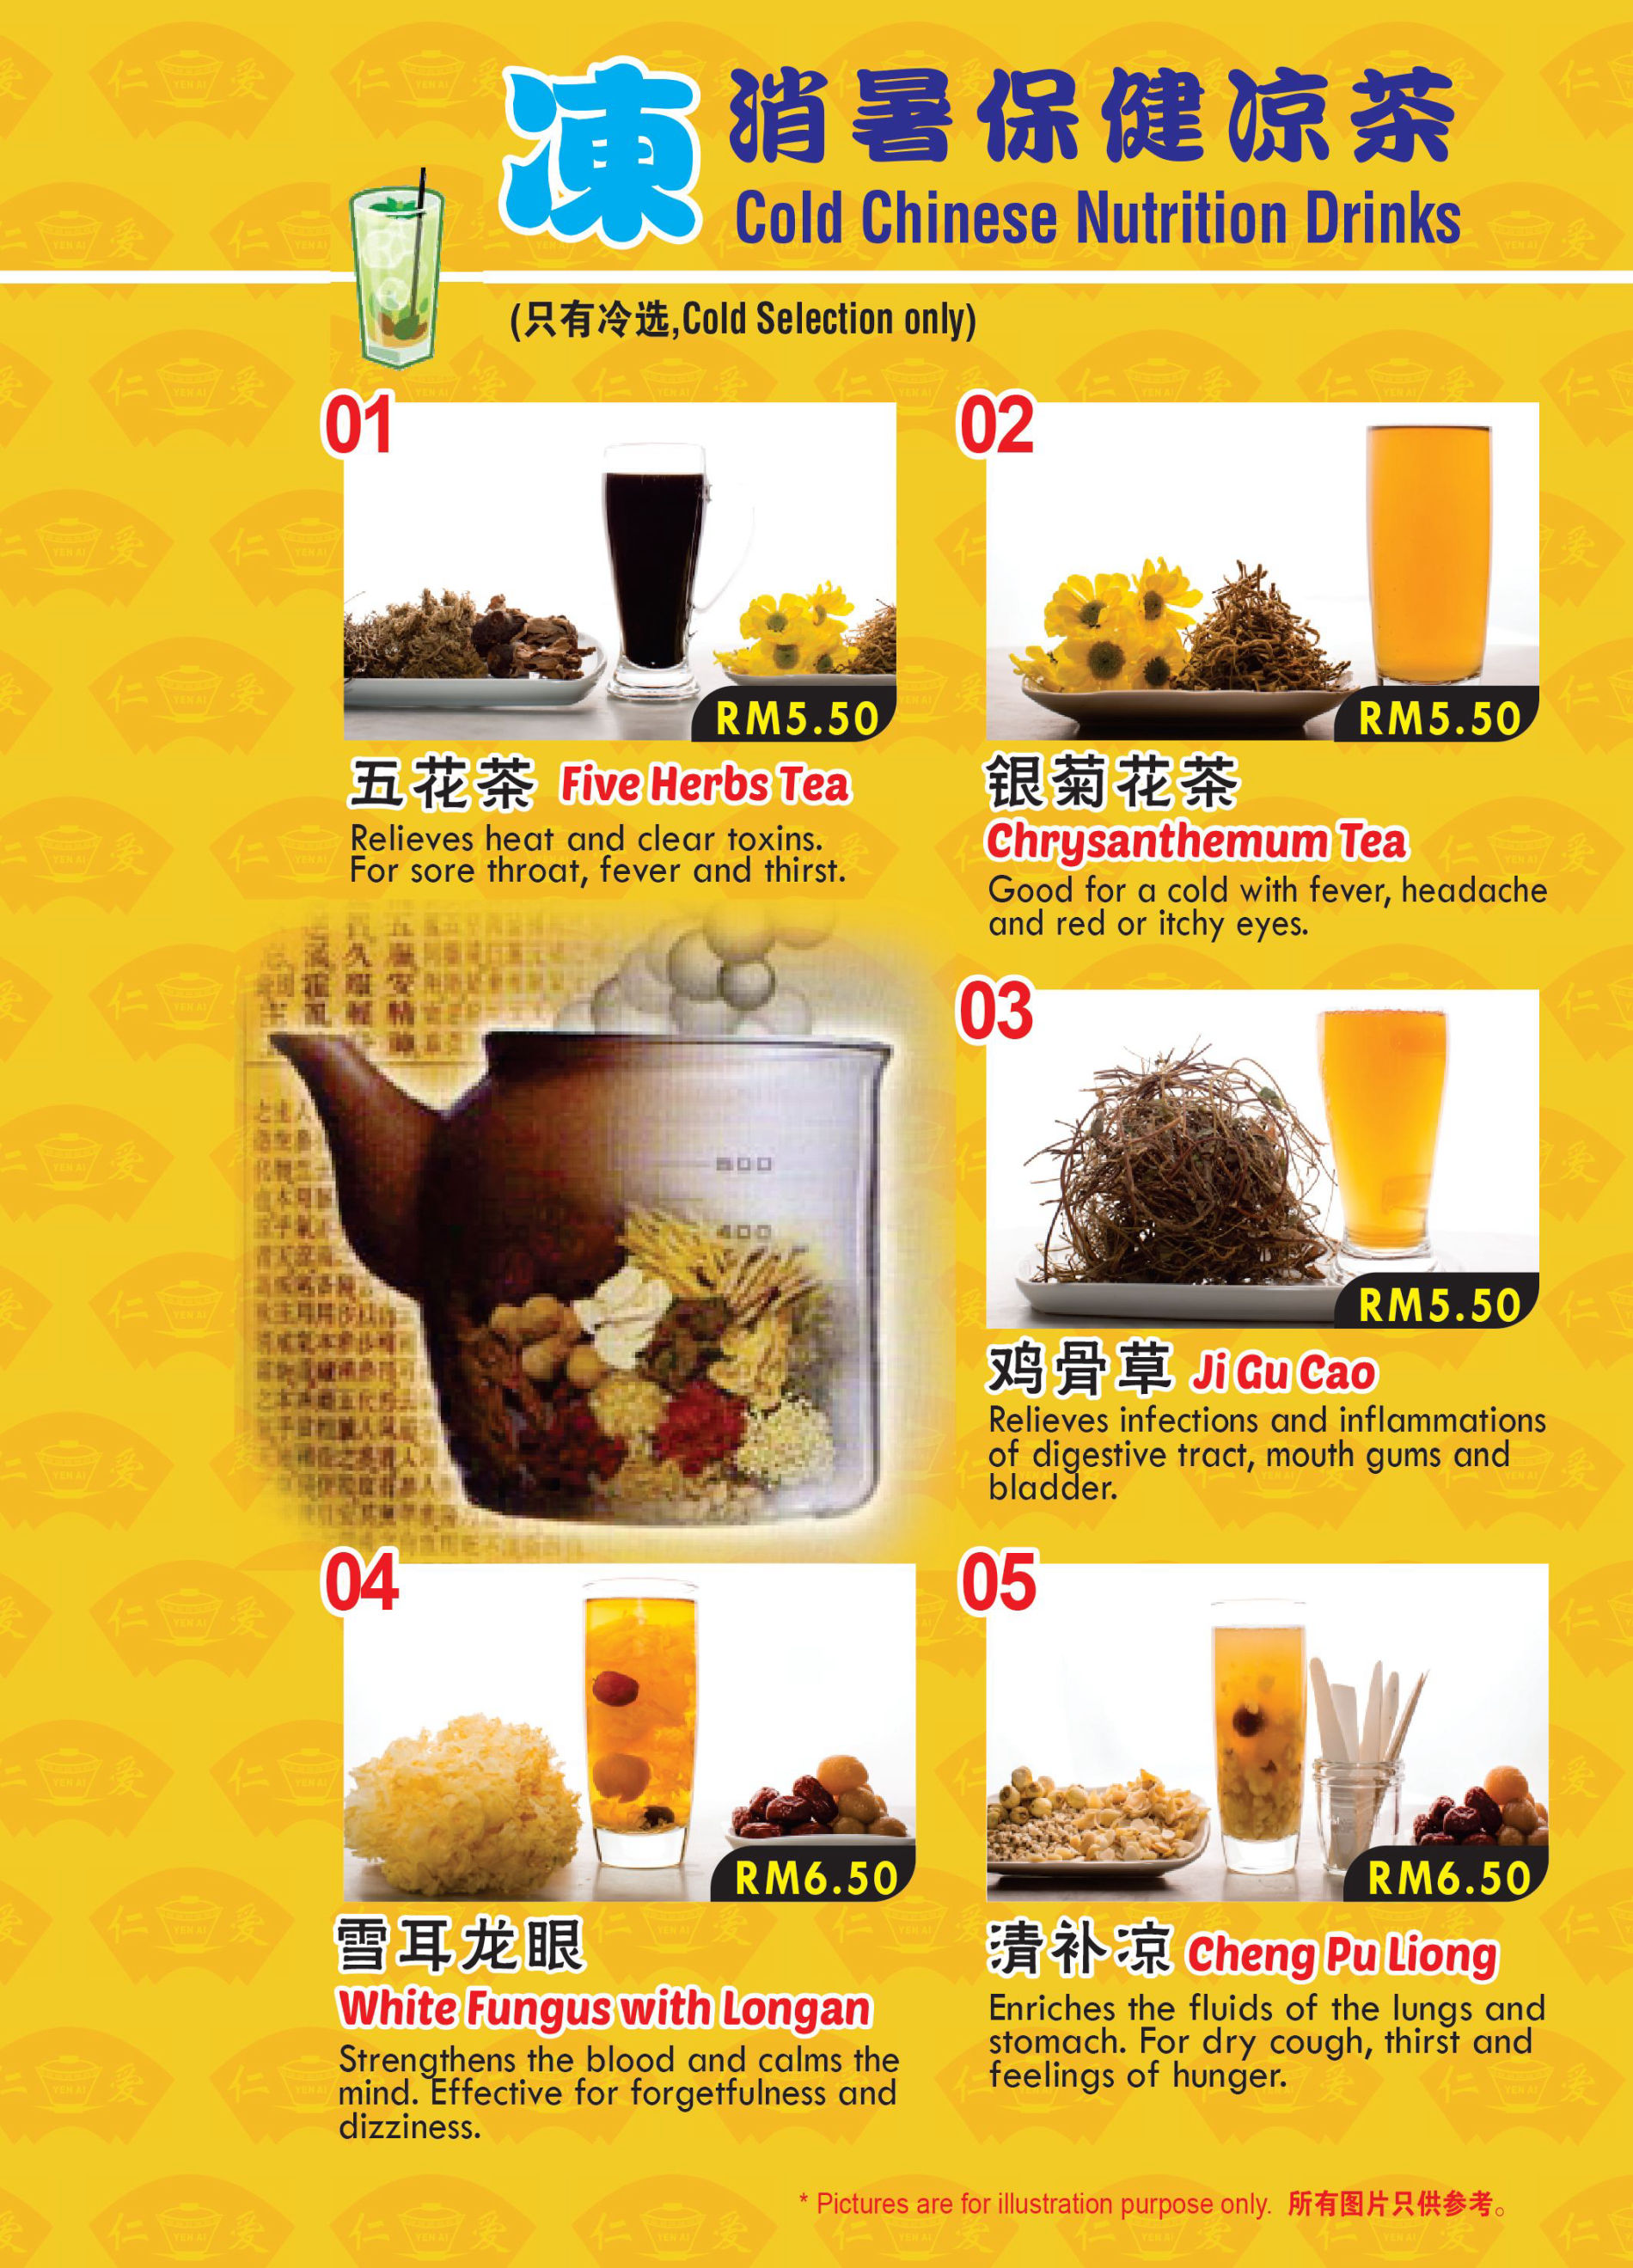 凍 消暑保健凉茶
Cold Chinese Nutrition Drinks
(只有冷选,Cold Selection only)
01
RM5.50
五花茶 Five Herbs Tea
Relieves heat and clear toxins.
For sore throat, fever and thirst.
02
RM5.50
银菊花茶
Chrysanthemum Tea
Good for a cold with fever, headache
and red or itchy eyes.
500
400
03
RM5.50
鸡骨草 Ji Gu Cao
Relieves infections and inflammations
of digestive tract, mouth gums and
bladder.
04
RM6.50
雪耳龙眼
White Fungus with Longan
Strengthens the blood and calms the
mind. Effective for forgetfulness and
dizziness.
05
RM6.50
清补凉 Cheng Pu Liong
Enriches the fluids of the lungs and
stomach. For dry cough, thirst and
feelings of hunger.
* Pictures are for illustration purpose only. 所有图片只供参考。
仁 YEN AI 爱